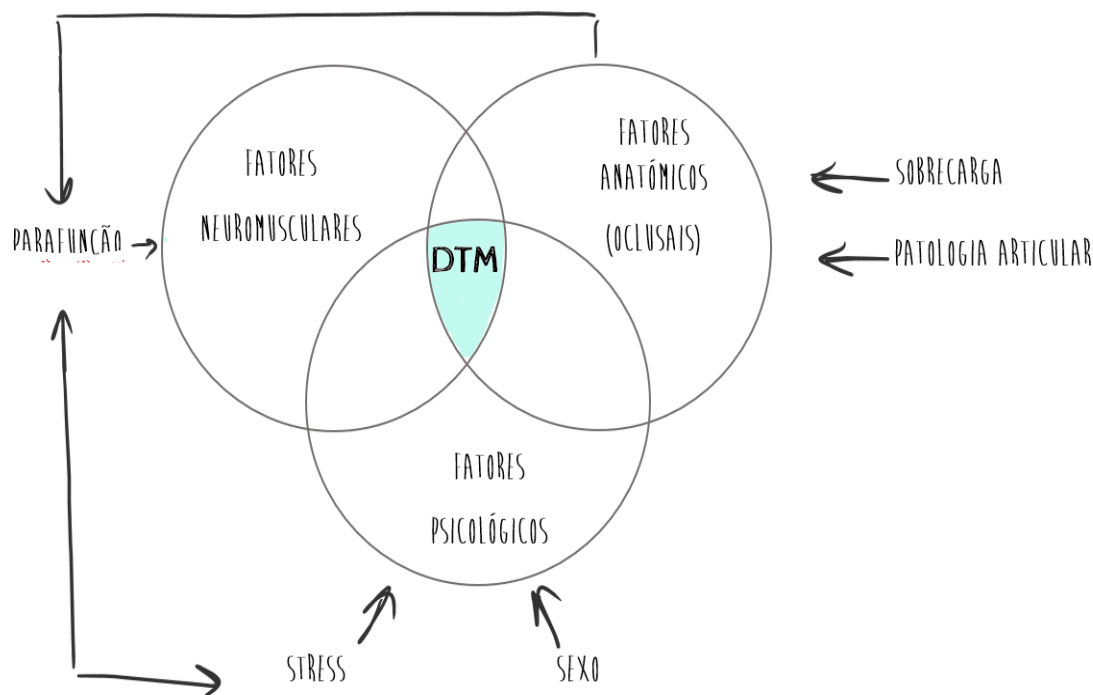 FATORES
NEUROMUSCULARES
FATORES
ANATÓMICOS
(OCLUSAIS)
SOBRECARGA
PARAFUNÇÃO
DTM
PATOLOGIA ARTICULAR
FATORES
PSICOLÓGICOS
STRESS
SEXO